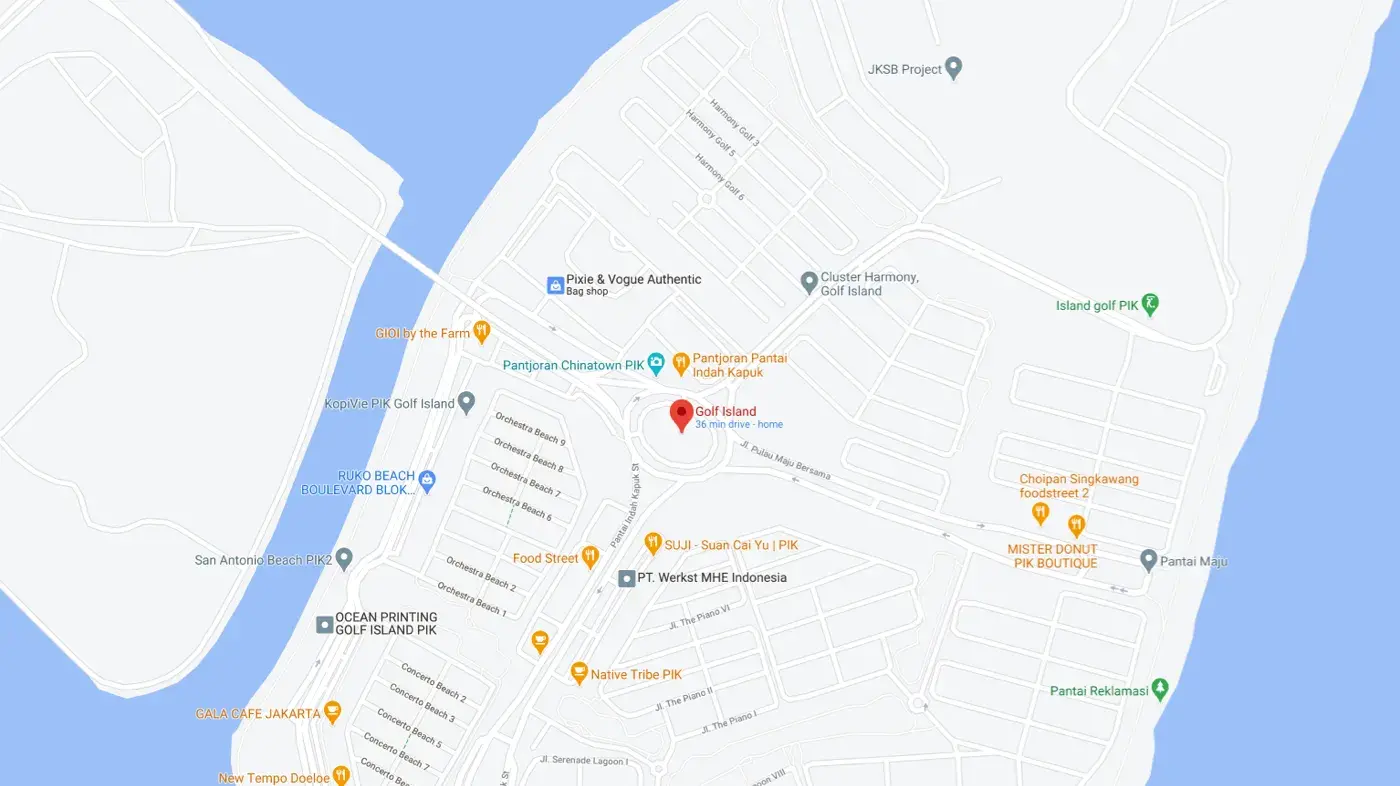 JKSB Project
Harmony Golf 3
Harmony Golf 5
Harmony Golf 6
Pixie & Vogue Authentic
Bag shop
Cluster Harmony,
Golf Island
Island golf PIK
GIOI by the Farm
Pantjoran Chinatown PIK
Pantjoran Pantai
Indah Kapuk
KopiVie PIK Golf Island
Golf Island
36 min drive - home
Orchestra Beach 9
Orchestra Beach 8
Orchestra Beach 7
Orchestra Beach 6
Jl. Pulau Maju Bersama
RUKO BEACH
BOULEVARD BLOK...
Pantai Indah Kapuk St
Choipan Singkawang
foodstreet 2
MISTER DONUT
PIK BOUTIQUE
San Antonio Beach PIK2
Food Street
SUJI - Suan Cai Yu | PIK
Pantai Maju
PT. Werkst MHE Indonesia
Orchestra Beach 2
Orchestra Beach 1
OCEAN PRINTING
GOLF ISLAND PIK
Jl. The Piano VI
Native Tribe PIK
Concerto Beach 2
Concerto Beach 3
Concerto Beach 5
Concerto Beach 7
Concerto Beach
Jl. The Piano II
Jl. The Piano I
Pantai Reklamasi
GALA CAFE JAKARTA
Jl. Serenade Lagoon I
New Tempo Doeloe
k St
goon VIII